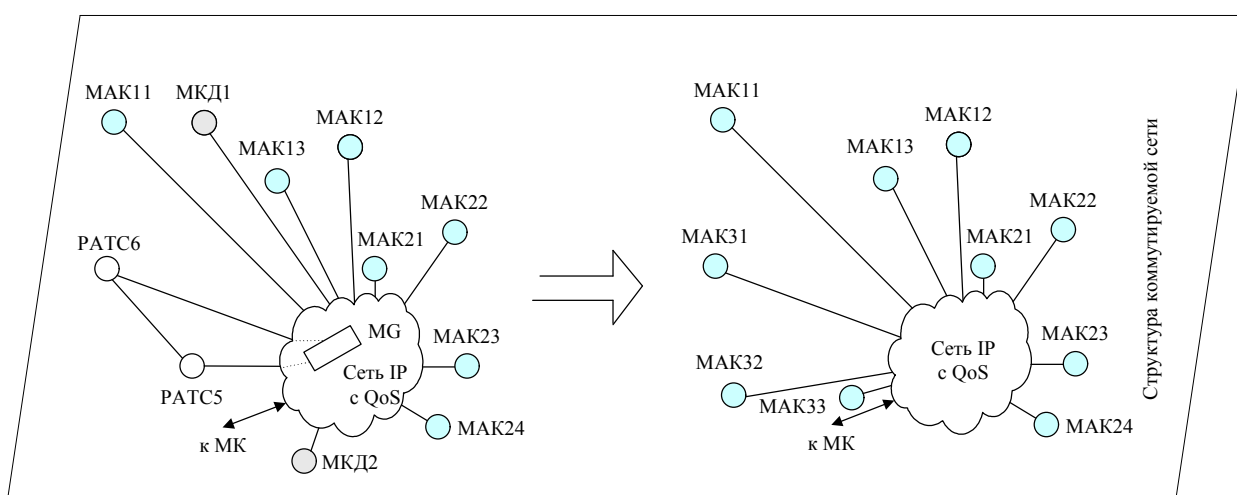 МАК11
МКД1
МАК12
МАК13
МАК22
РАТС6
МАК21
MG
МАК23
Сеть IP
с QoS
РАТС5
к МК
МАК24
МКД2
МАК11
МАК12
МАК13
МАК22
МАК31
МАК21
МАК23
Сеть IP
с QoS
МАК32
МАК33
к МК
МАК24
Структура коммутируемой сети